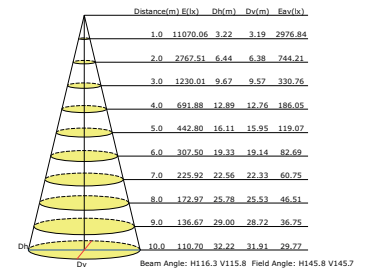 Distance(m) E(lx) Dh(m) Dv(m) Eav(lx)
1.0 11070.06 3.22 3.19 2976.84
2.0 2767.51 6.44 6.38 744.21
3.0 1230.01 9.67 9.57 330.76
4.0 691.88 12.89 12.76 186.05
5.0 442.80 16.11 15.95 119.07
6.0 307.50 19.33 19.14 82.69
7.0 225.92 22.56 22.33 60.75
8.0 172.97 25.78 25.53 46.51
9.0 136.67 29.00 28.72 36.75
Dh 10.0 110.70 32.22 31.91 29.77
Dv
Beam Angle: H116.3 V115.8 Field Angle: H145.8 V145.7